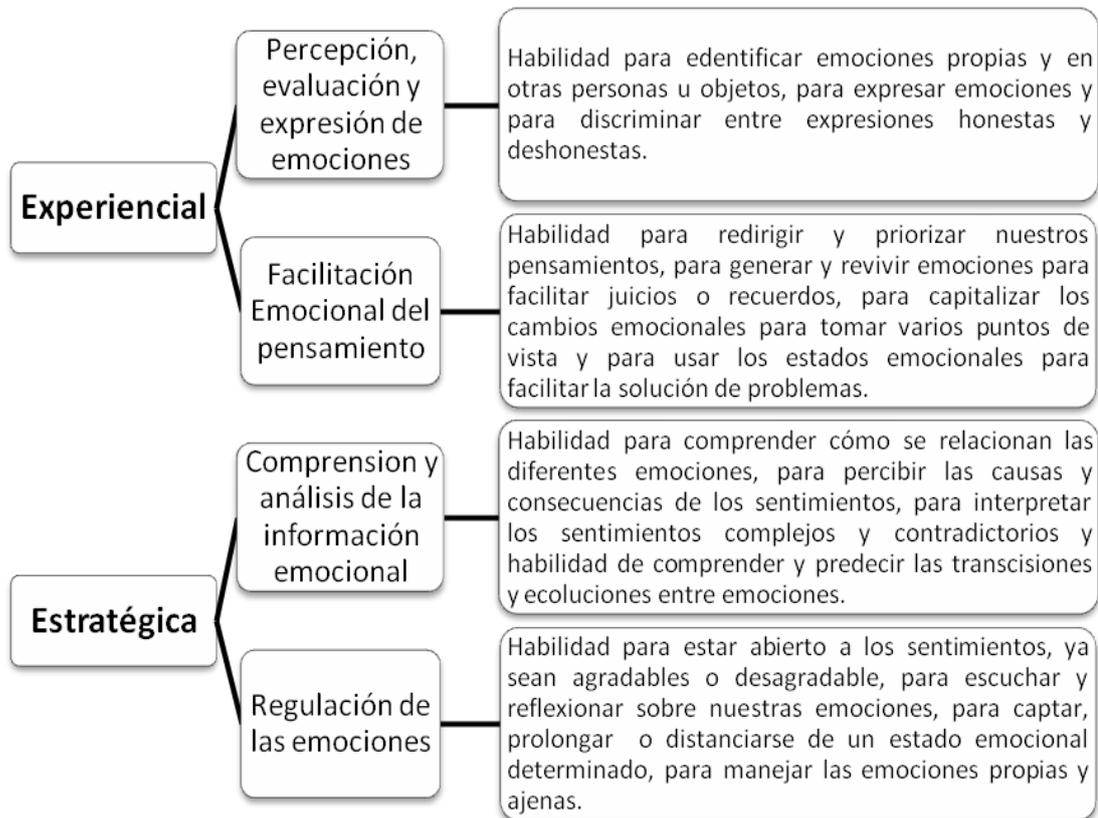 Experiencial
Percepción,
evaluación y
expresión de
emociones
Habilidad para edentificar emociones propias y en
otras personas u objetos, para expresar emociones y
para discriminar entre expresiones honestas y
deshonestas.
Facilitación
Emocional del
pensamiento
Habilidad para redirigir y priorizar nuestros
pensamientos, para generar y revivir emociones para
facilitar juicios o recuerdos, para capitalizar los
cambios emocionales para tomar varios puntos de
vista y para usar los estados emocionales para
facilitar la solución de problemas.
Estratégica
Comprension y
análisis de la
información
emocional
Habilidad para comprender cómo se relacionan las
diferentes emociones, para percibir las causas y
consecuencias de los sentimientos, para interpretar
los sentimientos complejos y contradictorios y
habilidad de comprender y predecir las transcisiones
y ecoluciones entre emociones.
Regulación de
las emociones
Habilidad para estar abierto a los sentimientos, ya
sean agradables o desagradable, para escuchar y
reflexionar sobre nuestras emociones, para captar,
prolongar o distanciarse de un estado emocional
determinado, para manejar las emociones propias y
ajenas.